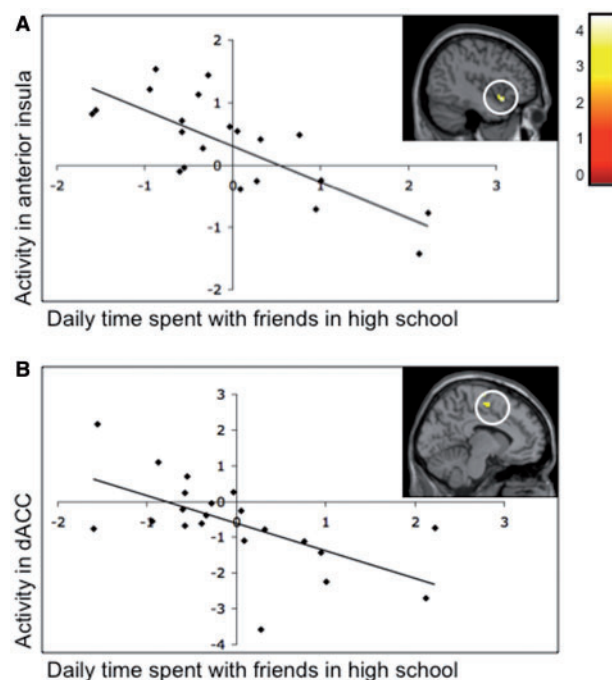 A
Activity in anterior insula
2
1
0
-1
-2
-2 -1 0 1 2 3
4
3
2
1
0
Daily time spent with friends in high school
B
Activity in dACC
3
2
1
0
-1
-2
-3
-4
-2 -1 0 1 2 3
Daily time spent with friends in high school